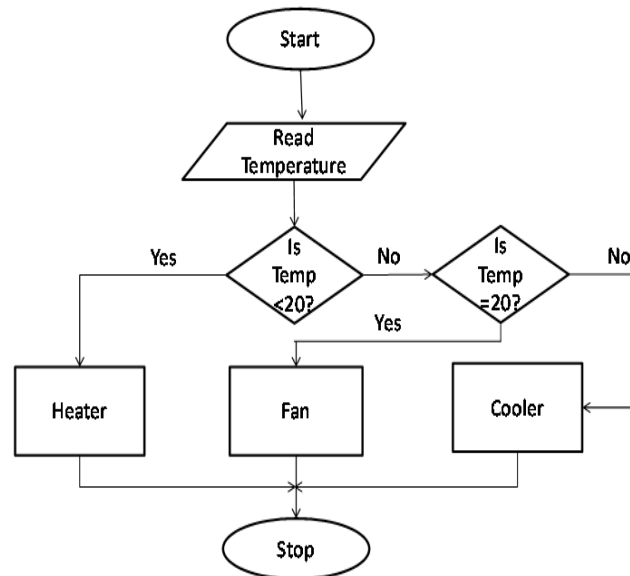 Start
Read
Temperature
Is
Temp
<20?
Yes
No
Is
Temp
=20?
No
Yes
Heater
Fan
Cooler
Stop